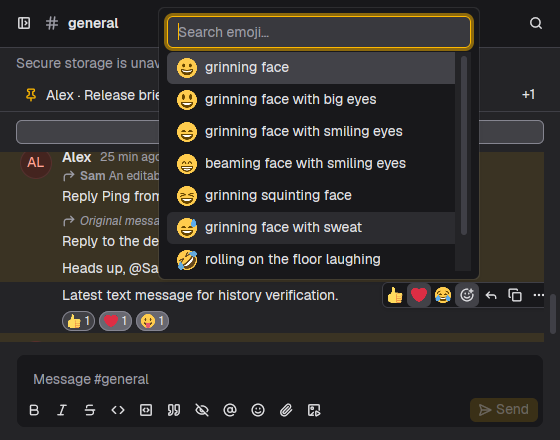 # general
Search emoji…
Secure storage is unav
Alex · Release brie
+1
grinning face
grinning face with big eyes
grinning face with smiling eyes
beaming face with smiling eyes
grinning squinting face
grinning face with sweat
rolling on the floor laughing
AL
Alex 25 min ago
Sam An editab
Reply Ping from
Original messa
Reply to the de
Heads up, @Sa
Latest text message for history verification.
1 1 1
Message #general
Send